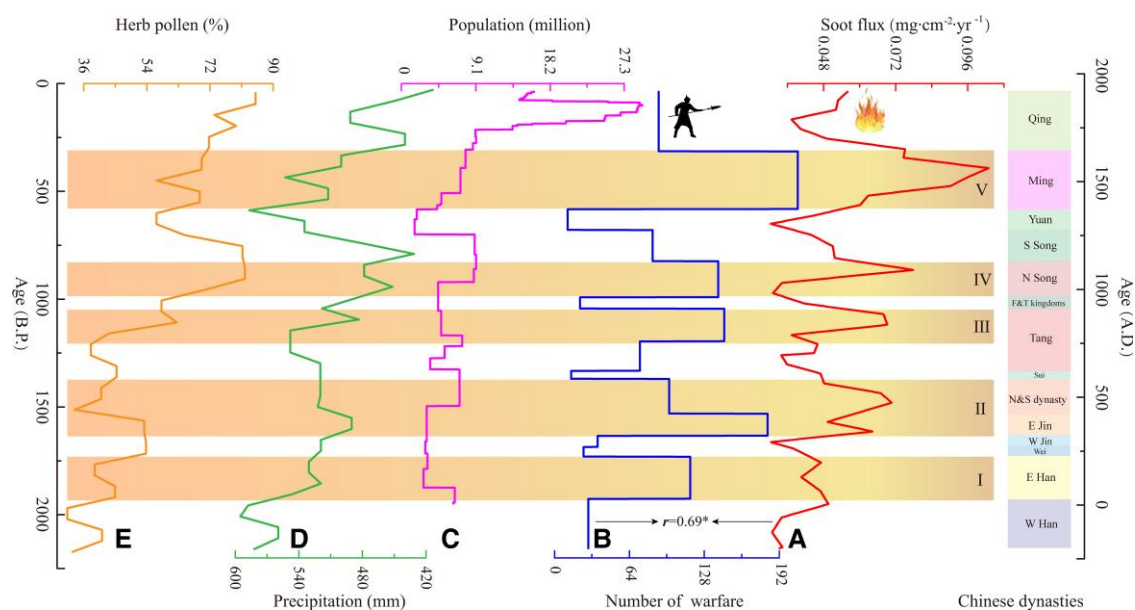 Herb pollen (%)
Population (million)
Soot flux (mg·cm⁻²·yr⁻¹)
36 54 72 90
0 9.1 18.2 27.3
0.048 0.072 0.096
0
500
1000
1500
2000
Age (B.P.)
V
IV
III
II
I
E D C B A
r=0.69*
Qing
Ming
Yuan
S Song
N Song
F&T kingdoms
Tang
Sui
N&S dynasty
E Jin
W Jin
Wei
E Han
W Han
2000
1500
1000
500
0
Age (A.D.)
600 540 480 420
0 64 128 192
Precipitation (mm)
Number of warfare
Chinese dynasties